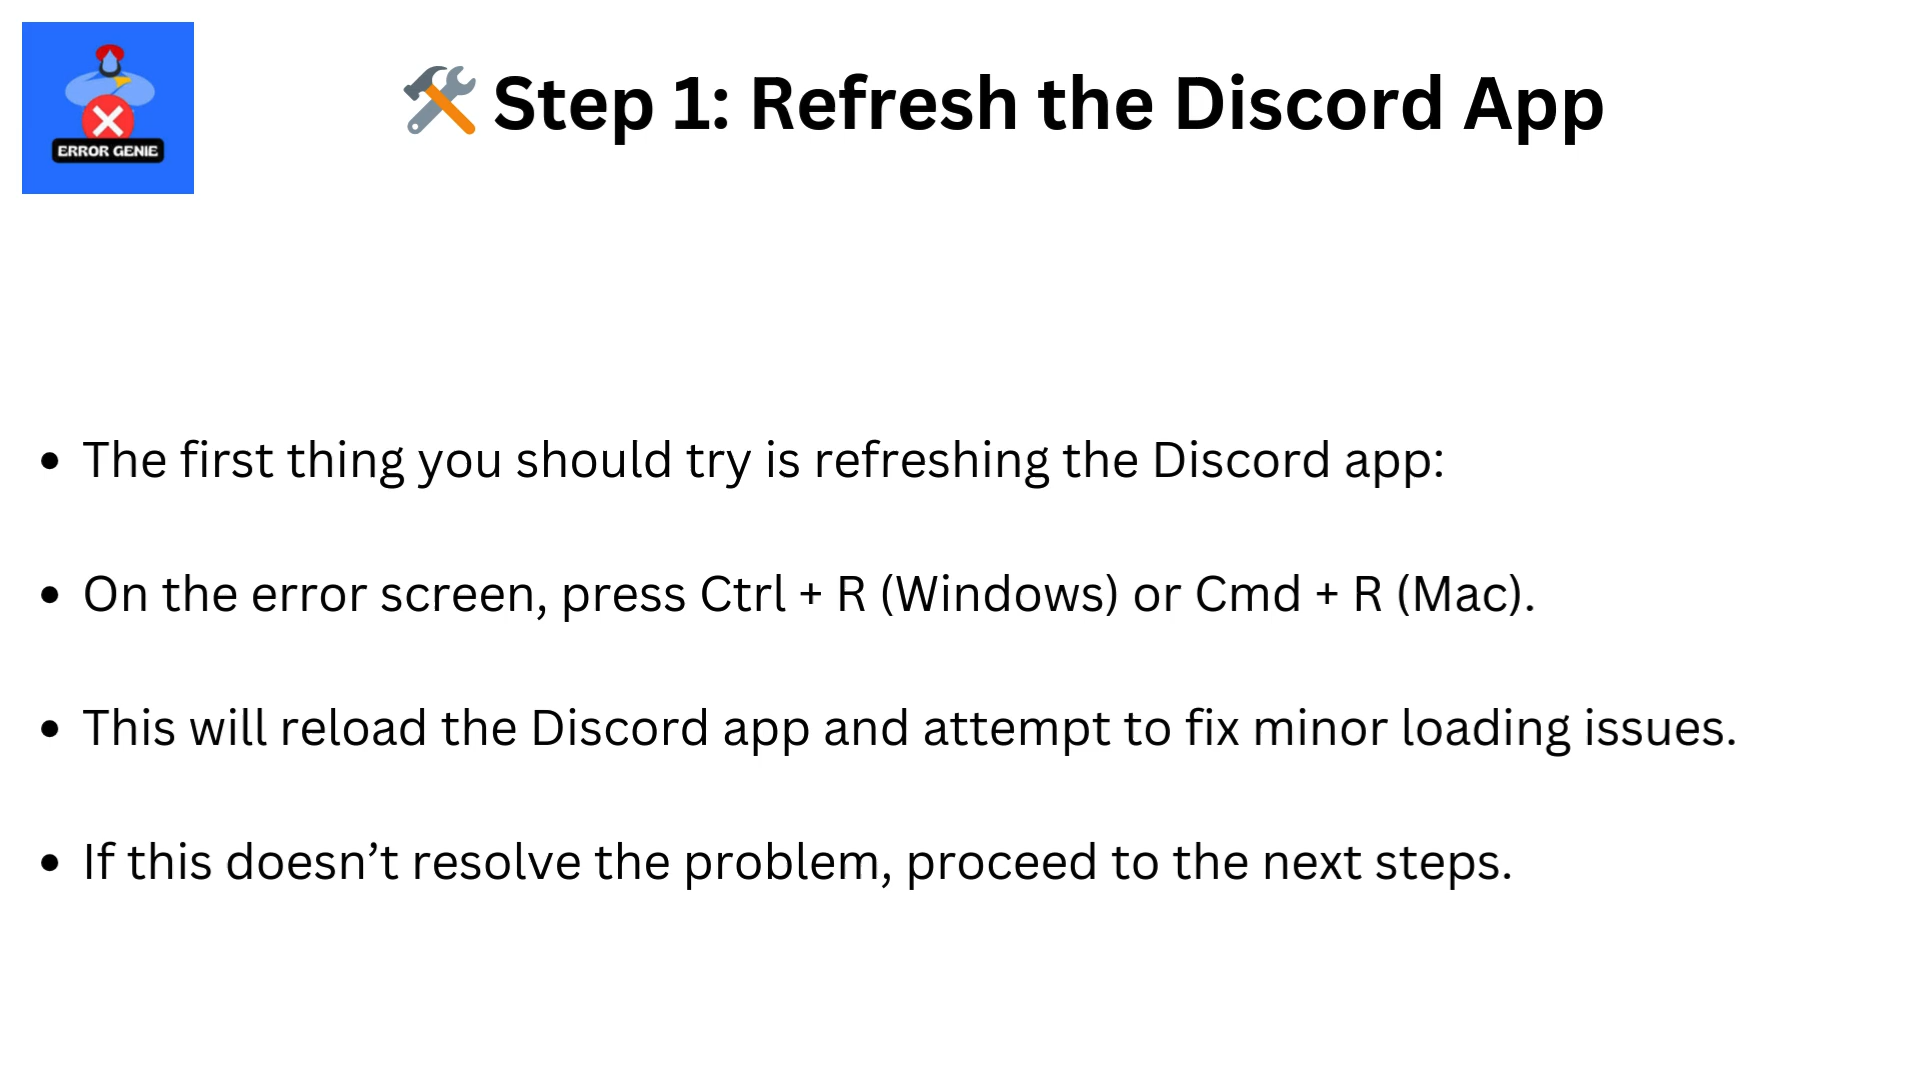 ERROR GENIE
🛠️ Step 1: Refresh the Discord App
• The first thing you should try is refreshing the Discord app:
• On the error screen, press Ctrl + R (Windows) or Cmd + R (Mac).
• This will reload the Discord app and attempt to fix minor loading issues.
• If this doesn’t resolve the problem, proceed to the next steps.